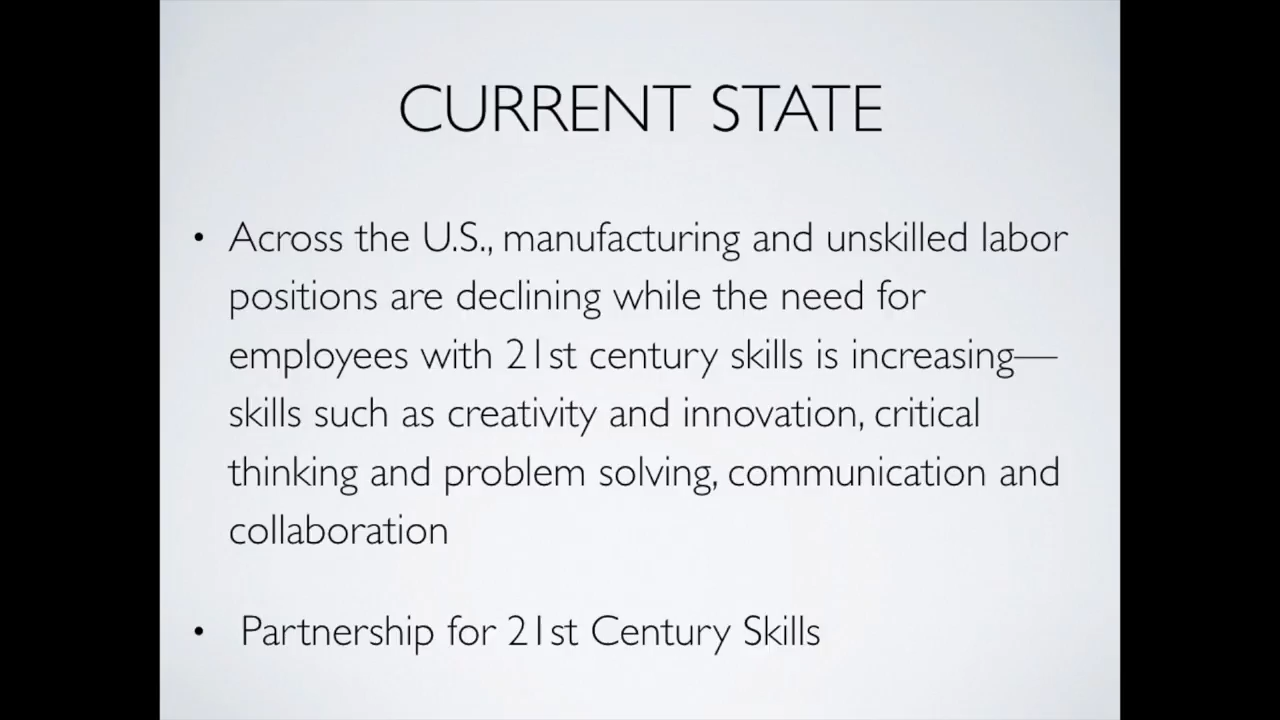 CURRENT STATE
• Across the U.S., manufacturing and unskilled labor
positions are declining while the need for
employees with 21st century skills is increasing—
skills such as creativity and innovation, critical
thinking and problem solving, communication and
collaboration
• Partnership for 21st Century Skills